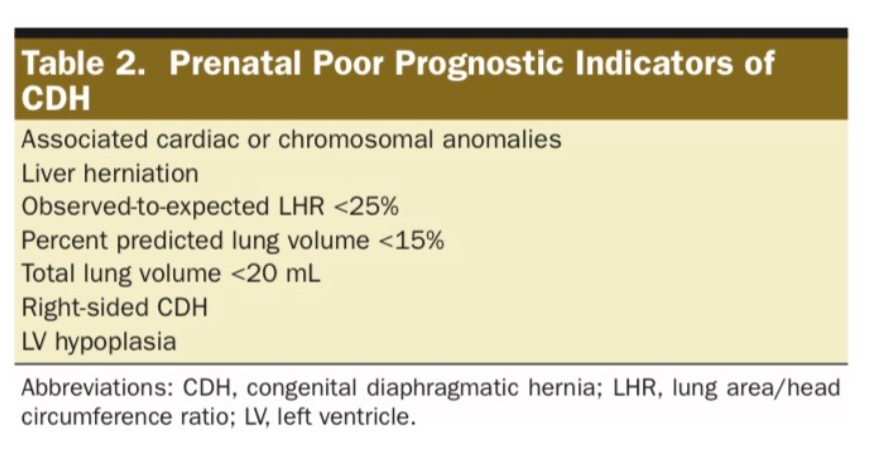 Table 2. Prenatal Poor Prognostic Indicators of
CDH
Associated cardiac or chromosomal anomalies
Liver herniation
Observed-to-expected LHR <25%
Percent predicted lung volume <15%
Total lung volume <20 mL
Right-sided CDH
LV hypoplasia
Abbreviations: CDH, congenital diaphragmatic hernia; LHR, lung area/head
circumference ratio; LV, left ventricle.